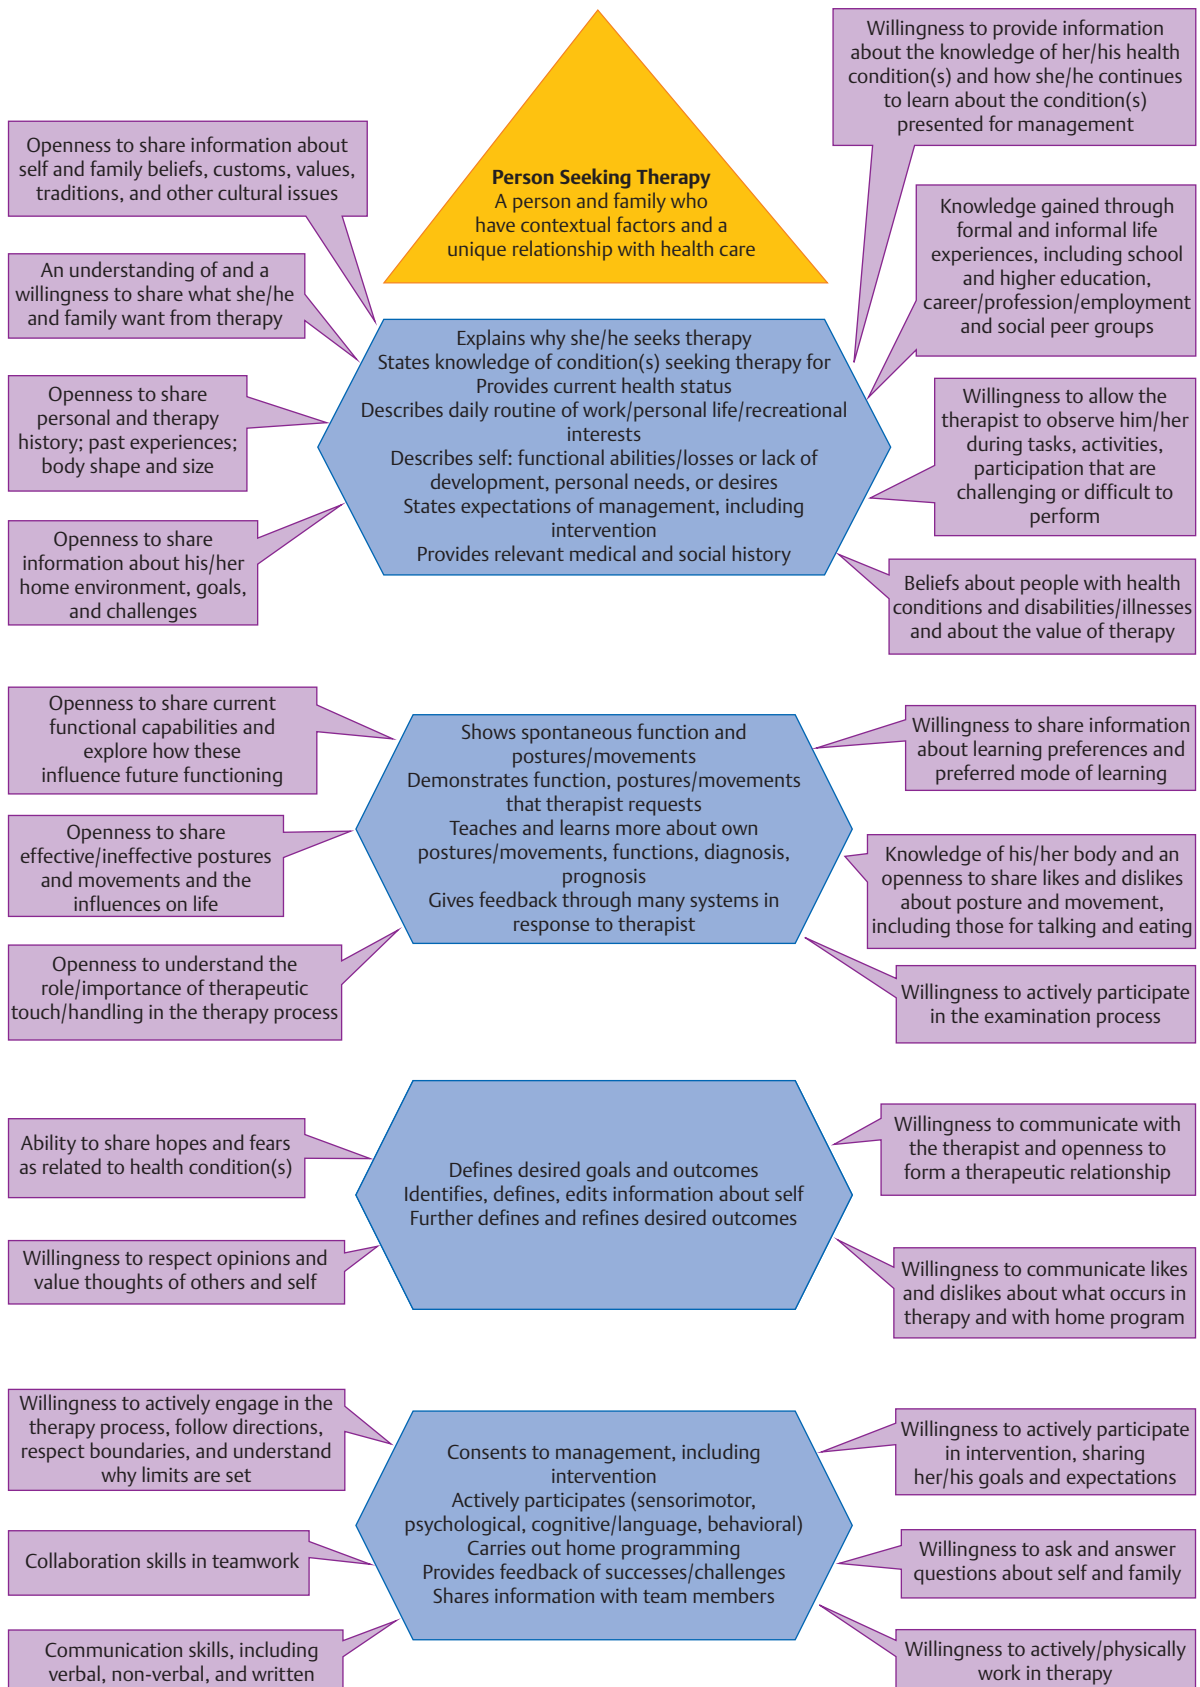 Person Seeking Therapy
A person and family who
have contextual factors and a
unique relationship with health care
Willingness to provide information
about the knowledge of her/his health
condition(s) and how she/he continues
to learn about the condition(s)
presented for management
Openness to share information about
self and family beliefs, customs, values,
traditions, and other cultural issues
Knowledge gained through
formal and informal life
experiences, including school
and higher education,
career/profession/employment
and social peer groups
An understanding of and a
willingness to share what she/he
and family want from therapy
Explains why she/he seeks therapy
States knowledge of condition(s) seeking therapy for
Provides current health status
Describes daily routine of work/personal life/recreational
interests
Describes self: functional abilities/losses or lack of
development, personal needs, or desires
States expectations of management, including
intervention
Provides relevant medical and social history
Openness to share
personal and therapy
history; past experiences;
body shape and size
Willingness to allow the
therapist to observe him/her
during tasks, activities,
participation that are
challenging or difficult to
perform
Openness to share
information about his/her
home environment, goals,
and challenges
Beliefs about people with health
conditions and disabilities/illnesses
and about the value of therapy
Openness to share current
functional capabilities and
explore how these
influence future functioning
Shows spontaneous function and
postures/movements
Demonstrates function, postures/movements
that therapist requests
Teaches and learns more about own
postures/movements, functions, diagnosis,
prognosis
Gives feedback through many systems in
response to therapist
Willingness to share information
about learning preferences and
preferred mode of learning
Openness to share
effective/ineffective postures
and movements and the
influences on life
Knowledge of his/her body and an
openness to share likes and dislikes
about posture and movement,
including those for talking and eating
Openness to understand the
role/importance of therapeutic
touch/handling in the therapy process
Willingness to actively participate
in the examination process
Ability to share hopes and fears
as related to health condition(s)
Defines desired goals and outcomes
Identifies, defines, edits information about self
Further defines and refines desired outcomes
Willingness to communicate with
the therapist and openness to
form a therapeutic relationship
Willingness to respect opinions and
value thoughts of others and self
Willingness to communicate likes
and dislikes about what occurs in
therapy and with home program
Willingness to actively engage in the
therapy process, follow directions,
respect boundaries, and understand
why limits are set
Consents to management, including
intervention
Actively participates (sensorimotor,
psychological, cognitive/language, behavioral)
Carries out home programming
Provides feedback of successes/challenges
Shares information with team members
Willingness to actively participate
in intervention, sharing
her/his goals and expectations
Collaboration skills in teamwork
Willingness to ask and answer
questions about self and family
Communication skills, including
verbal, non-verbal, and written
Willingness to actively/physically
work in therapy